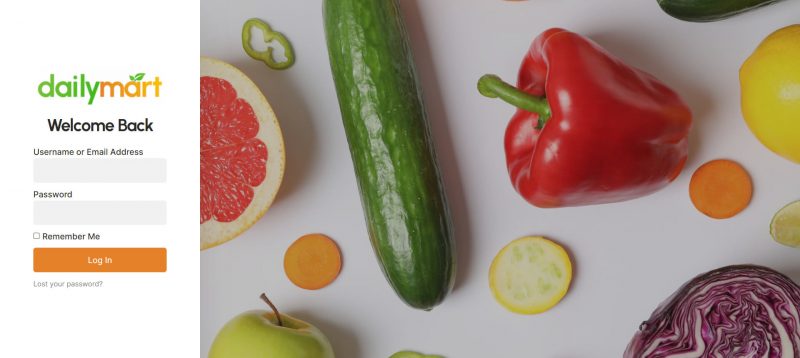 dailymart
Welcome Back
Username or Email Address
Password
Remember Me
Log In
Lost your password?